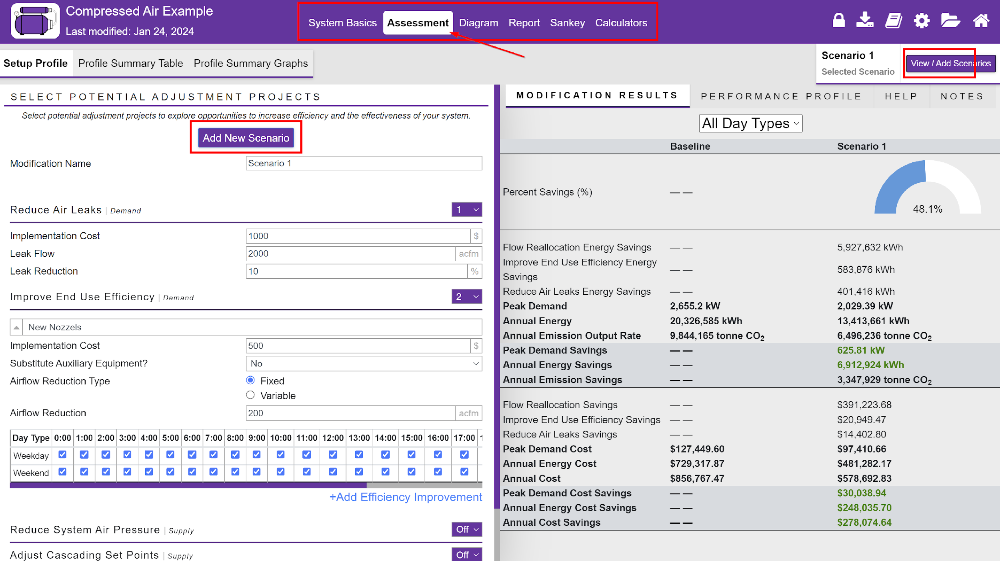 Compressed Air Example
Last modified: Jan 24, 2024
System Basics Assessment Diagram Report Sankey Calculators
Setup Profile Profile Summary Table Profile Summary Graphs
Scenario 1
Selected Scenario
View / Add Scenarios
SELECT POTENTIAL ADJUSTMENT PROJECTS
Select potential adjustment projects to explore opportunities to increase efficiency and the effectiveness of your system.
Add New Scenario
Modification Name Scenario 1
Reduce Air Leaks | Demand 1
Implementation Cost 1000 $
Leak Flow 2000 acfm
Leak Reduction 10 %
Improve End Use Efficiency | Demand 2
New Nozzels
Implementation Cost 500 $
Substitute Auxiliary Equipment? No
Airflow Reduction Type Fixed
Variable
Airflow Reduction 200 acfm
Day Type 0:00 1:00 2:00 3:00 4:00 5:00 6:00 7:00 8:00 9:00 10:00 11:00 12:00 13:00 14:00 15:00 16:00 17:00 1
Weekday
Weekend
+Add Efficiency Improvement
Reduce System Air Pressure | Supply Off
Adjust Cascading Set Points | Supply Off
MODIFICATION RESULTS PERFORMANCE PROFILE HELP NOTES
All Day Types
Baseline Scenario 1
Percent Savings (%) — — 48.1%
Flow Reallocation Energy Savings — — 5,927,632 kWh
Improve End Use Efficiency Energy
Savings — — 583,876 kWh
Reduce Air Leaks Energy Savings — — 401,416 kWh
Peak Demand 2,655.2 kW 2,029.39 kW
Annual Energy 20,326,585 kWh 13,413,661 kWh
Annual Emission Output Rate 9,844,165 tonne CO₂ 6,496,236 tonne CO₂
Peak Demand Savings — — 625.81 kW
Annual Energy Savings — — 6,912,924 kWh
Annual Emission Savings — — 3,347,929 tonne CO₂
Flow Reallocation Savings — — $391,223.68
Improve End Use Efficiency Savings — — $20,949.47
Reduce Air Leaks Savings — — $14,402.80
Peak Demand Cost $127,449.60 $97,410.66
Annual Energy Cost $729,317.87 $481,282.17
Annual Cost $856,767.47 $578,692.83
Peak Demand Cost Savings — — $30,038.94
Annual Energy Cost Savings — — $248,035.70
Annual Cost Savings — — $278,074.64